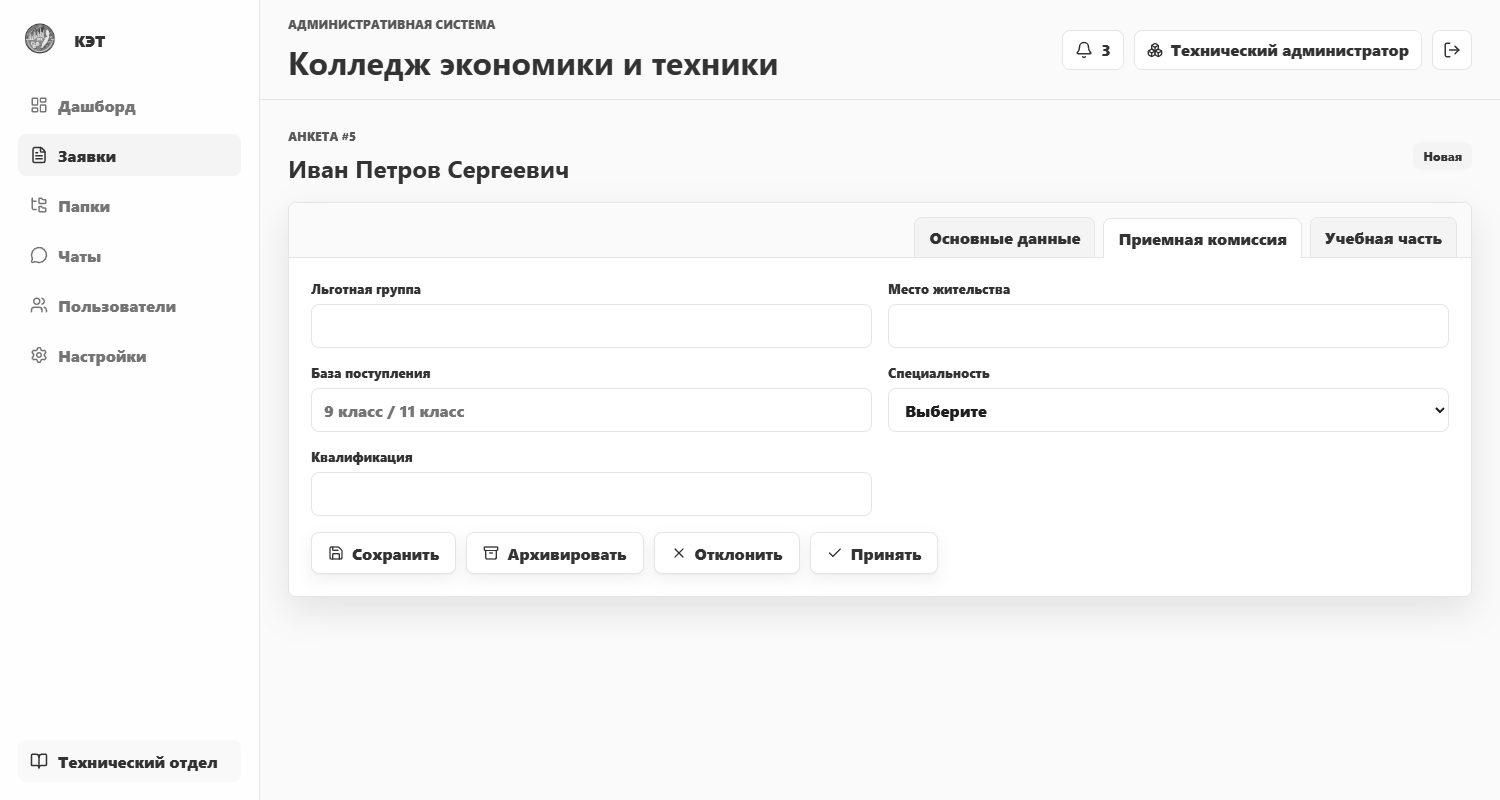 КЭТ
Дашборд
Заявки
Папки
Чаты
Пользователи
Настройки
Технический отдел
АДМИНИСТРАТИВНАЯ СИСТЕМА
Колледж экономики и техники
3
Технический администратор
АНКЕТА #5
Иван Петров Сергеевич
Новая
Основные данные
Приемная комиссия
Учебная часть
Льготная группа
Место жительства
База поступления
9 класс / 11 класс
Специальность
Выберите
Квалификация
Сохранить
Архивировать
Отклонить
Принять